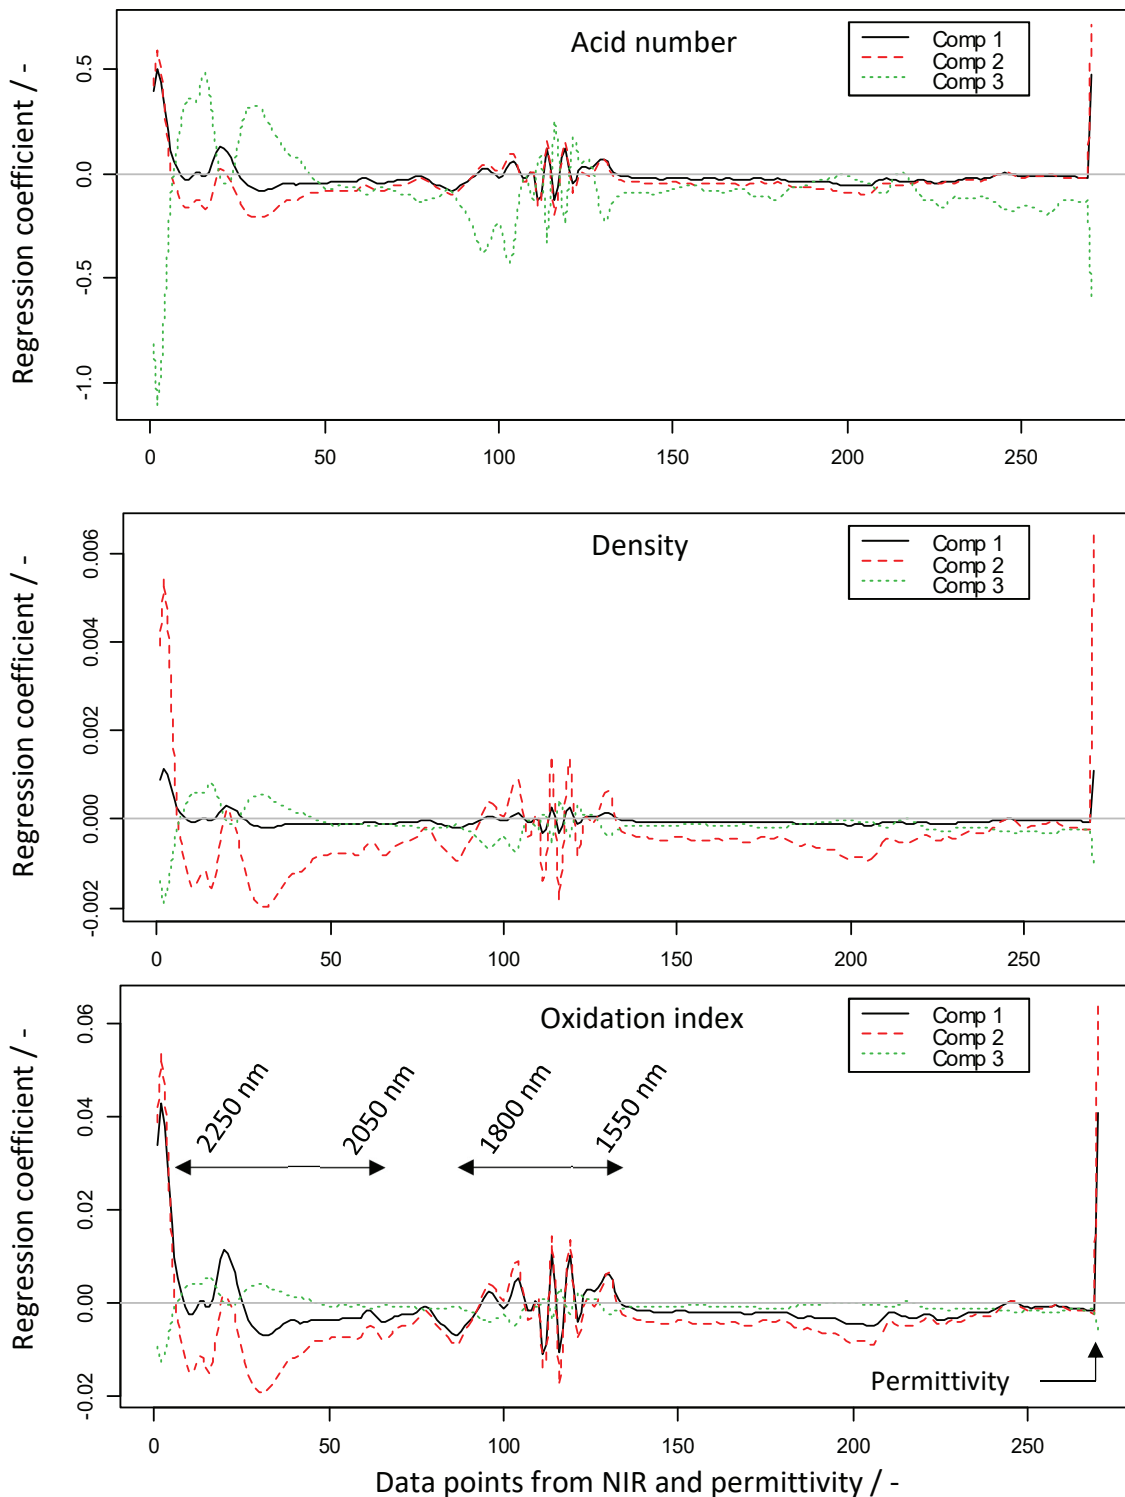 Acid number
Comp 1
Comp 2
Comp 3
Regression coefficient / -
0.5
0.0
-0.5
-1.0
0 50 100 150 200 250
Density
Comp 1
Comp 2
Comp 3
Regression coefficient / -
0.006
0.004
0.002
0.000
-0.002
0 50 100 150 200 250
Oxidation index
Comp 1
Comp 2
Comp 3
Regression coefficient / -
0.06
0.04
0.02
0.00
-0.02
2250 nm
2050 nm
1800 nm
1550 nm
Permittivity
0 50 100 150 200 250
Data points from NIR and permittivity / -